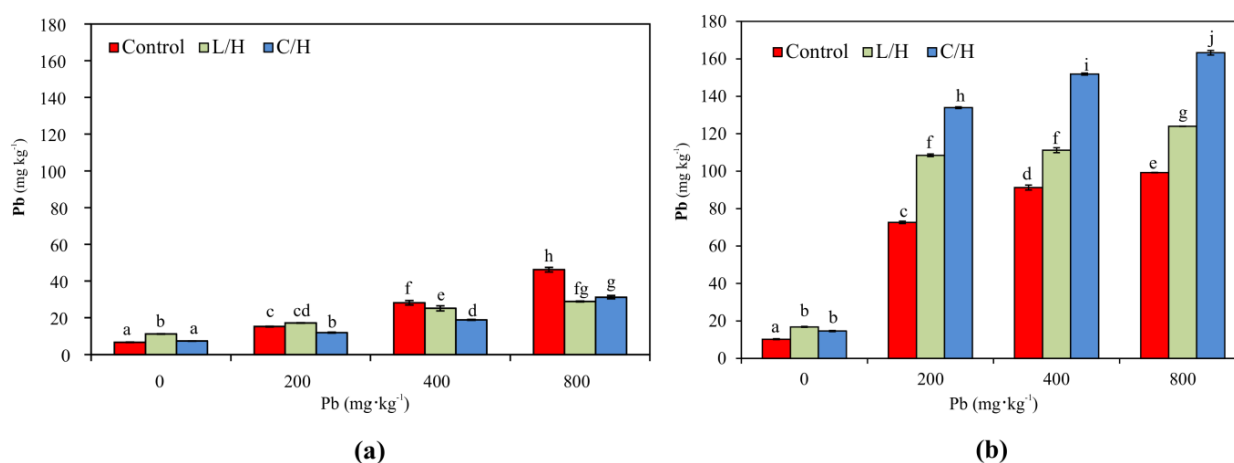 180
160
140
120
100
80
60
40
20
0
Pb (mg kg⁻¹)
Control L/H C/H
a b a
c cd b
f e d
h fg g
0 200 400 800
Pb (mg·kg⁻¹)
(a)
180
160
140
120
100
80
60
40
20
0
Pb (mg kg⁻¹)
Control L/H C/H
a b b
c f h
d f i
e g j
0 200 400 800
Pb (mg·kg⁻¹)
(b)